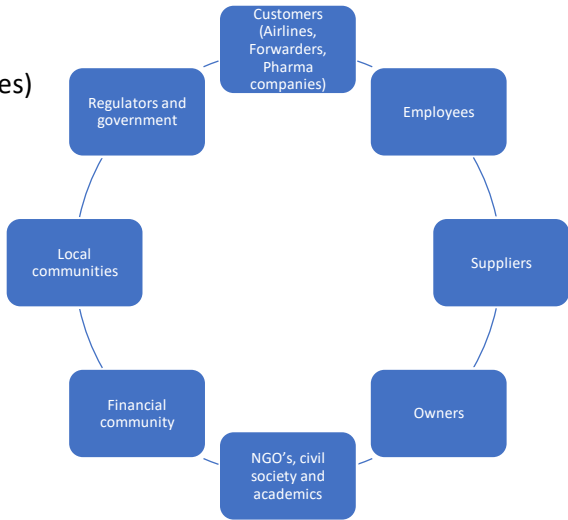 Customers
(Airlines,
Forwarders,
Pharma
companies)
es)
Regulators and
government
Employees
Local
communities
Suppliers
Financial
community
Owners
NGO's, civil
society and
academics